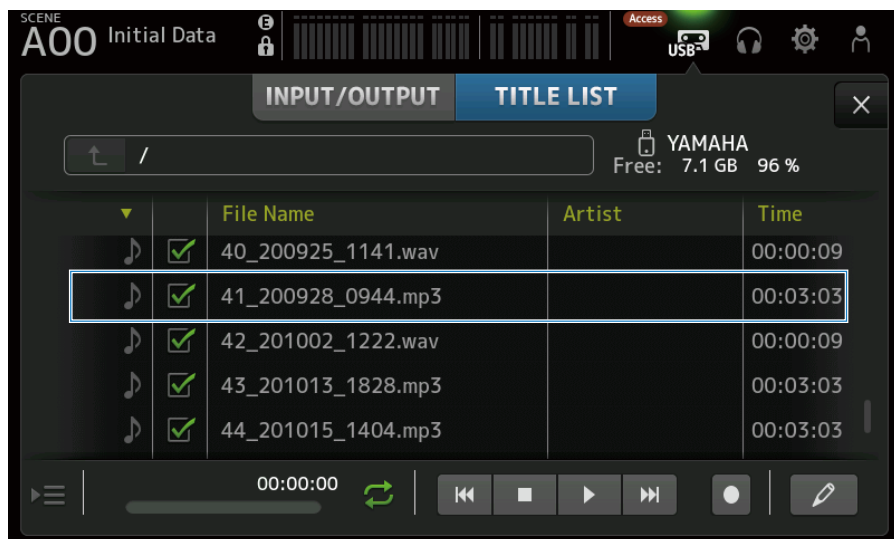 SCENE
A00 Initial Data E
Access
USB
INPUT/OUTPUT TITLE LIST
/
YAMAHA
Free: 7.1 GB 96 %
File Name Artist Time
40_200925_1141.wav 00:00:09
41_200928_0944.mp3 00:03:03
42_201002_1222.wav 00:00:09
43_201013_1828.mp3 00:03:03
44_201015_1404.mp3 00:03:03
00:00:00